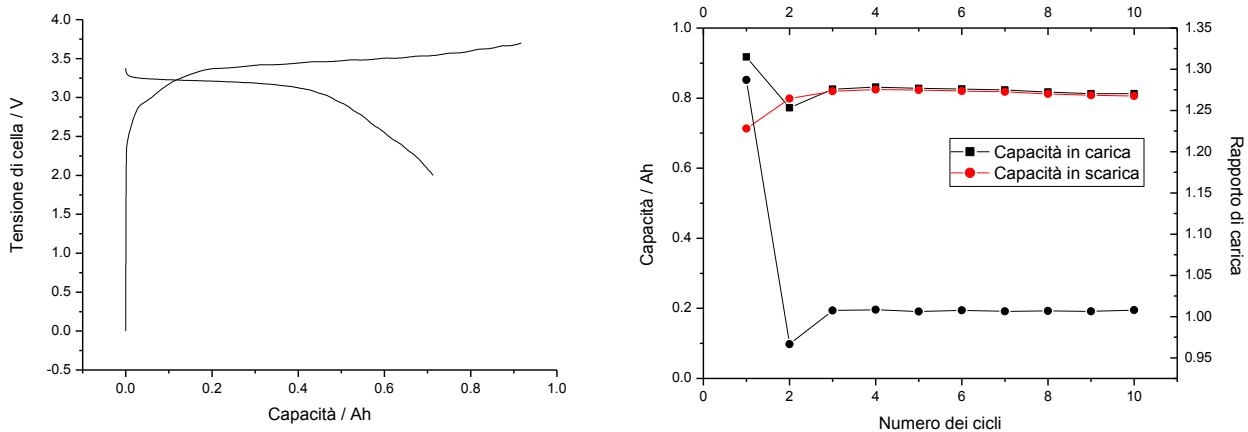 4.0
3.5
3.0
2.5
2.0
1.5
1.0
0.5
0.0
-0.5
0.0 0.2 0.4 0.6 0.8 1.0
Tensione di cella / V
Capacità / Ah
0 2 4 6 8 10
1.0
0.8
0.6
0.4
0.2
0.0
Capacità / Ah
Capacità in carica
Capacità in scarica
1.35
1.30
1.25
1.20
1.15
1.10
1.05
1.00
0.95
Rapporto di carica
0 2 4 6 8 10
Numero dei cicli